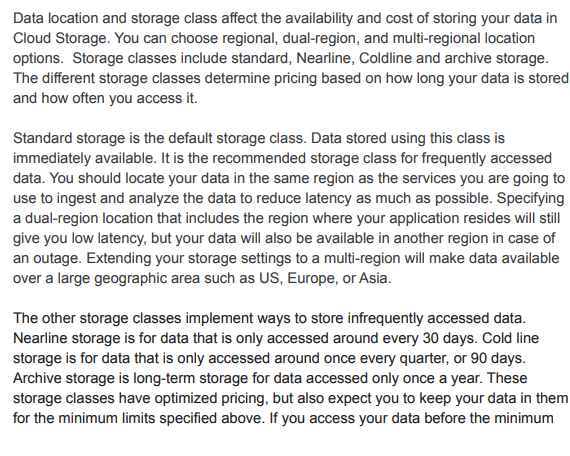 Data location and storage class affect the availability and cost of storing your data in
Cloud Storage. You can choose regional, dual-region, and multi-regional location
options.  Storage classes include standard, Nearline, Coldline and archive storage.
The different storage classes determine pricing based on how long your data is stored
and how often you access it.
Standard storage is the default storage class. Data stored using this class is
immediately available. It is the recommended storage class for frequently accessed
data. You should locate your data in the same region as the services you are going to
use to ingest and analyze the data to reduce latency as much as possible. Specifying
a dual-region location that includes the region where your application resides will still
give you low latency, but your data will also be available in another region in case of
an outage. Extending your storage settings to a multi-region will make data available
over a large geographic area such as US, Europe, or Asia.
The other storage classes implement ways to store infrequently accessed data.
Nearline storage is for data that is only accessed around every 30 days. Cold line
storage is for data that is only accessed around once every quarter, or 90 days.
Archive storage is long-term storage for data accessed only once a year. These
storage classes have optimized pricing, but also expect you to keep your data in them
for the minimum limits specified above. If you access your data before the minimum